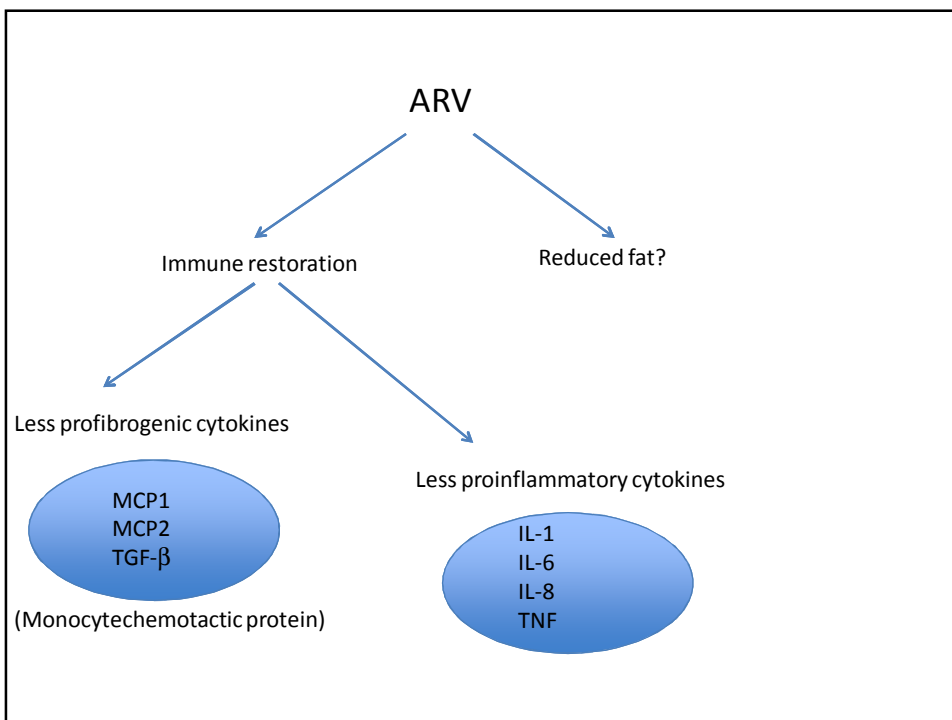 ARV
Immune restoration
Reduced fat?
Less profibrogenic cytokines
MCP1
MCP2
TGF-β
(Monocytechemotactic protein)
Less proinflammatory cytokines
IL-1
IL-6
IL-8
TNF